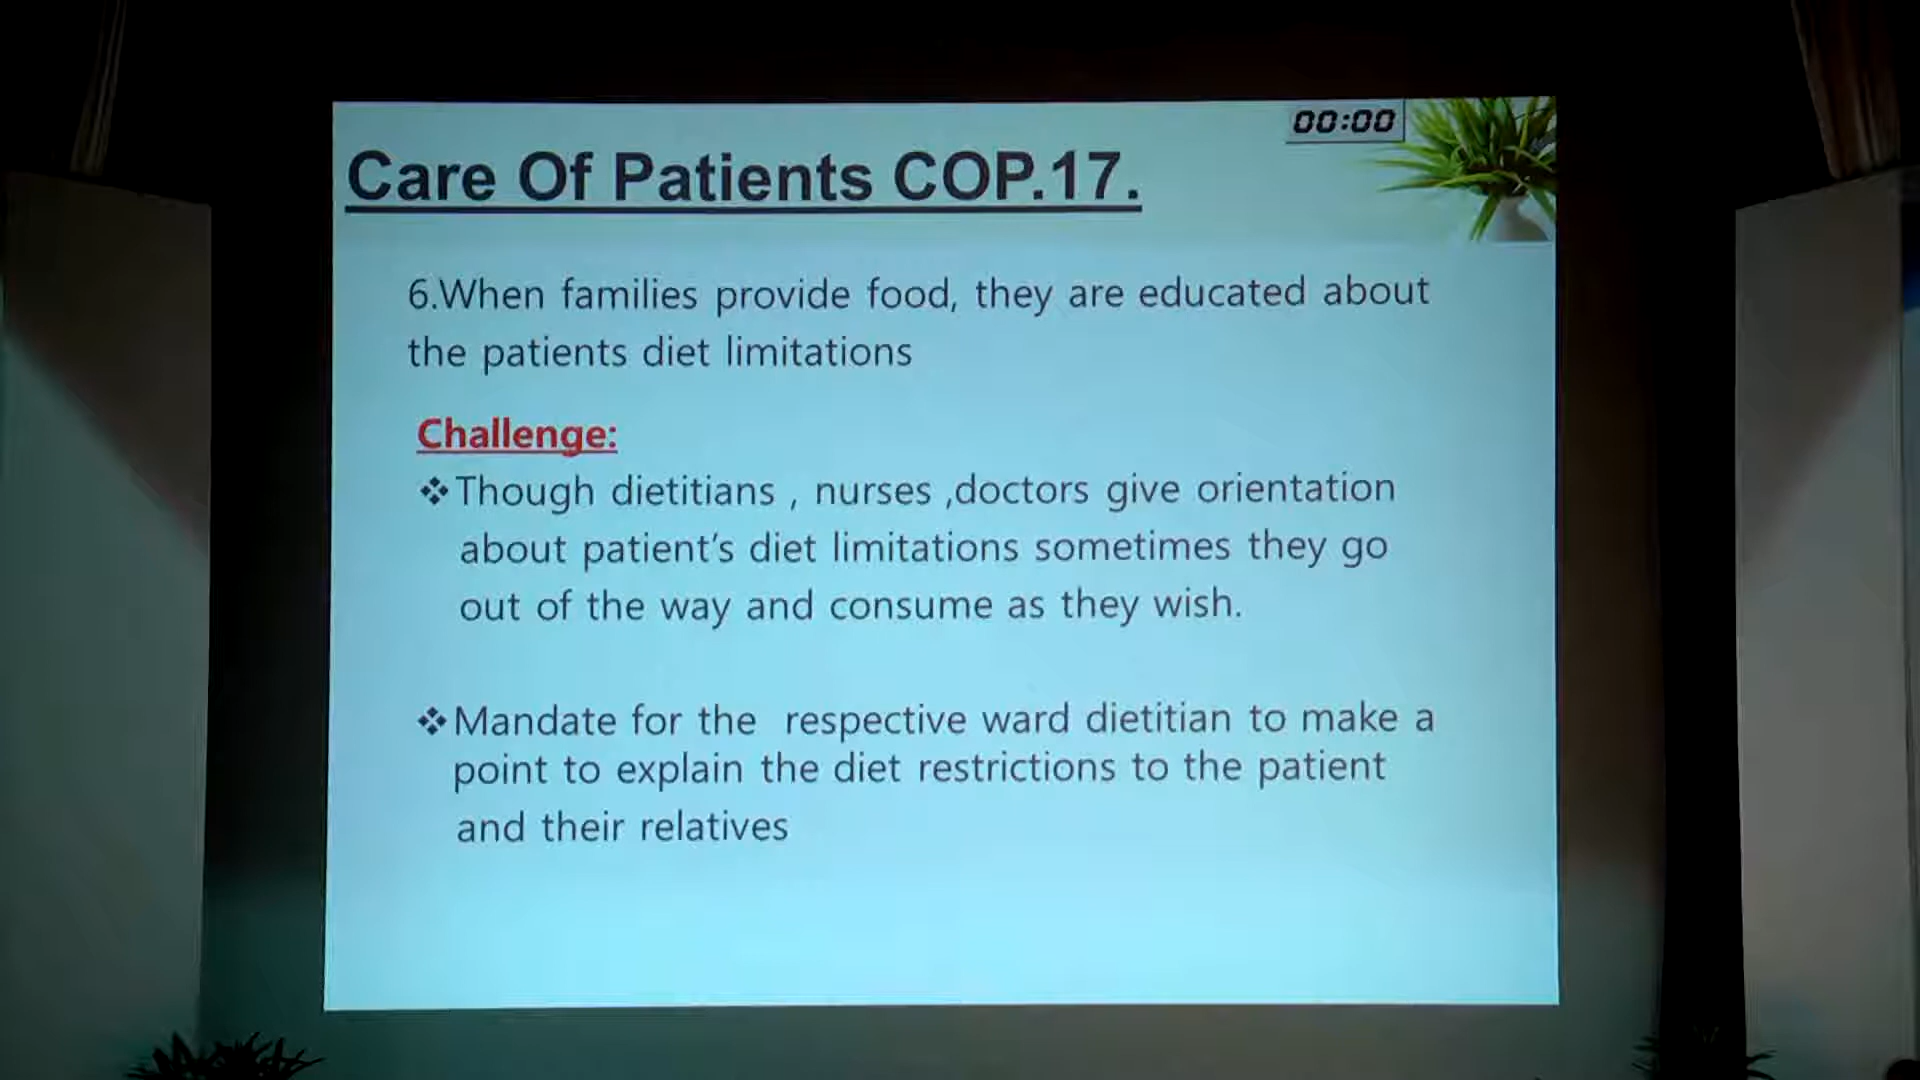 00:00
Care Of Patients COP.17.
6.When families provide food, they are educated about
the patients diet limitations
Challenge:
❖Though dietitians , nurses ,doctors give orientation
about patient's diet limitations sometimes they go
out of the way and consume as they wish.
❖Mandate for the respective ward dietitian to make a
point to explain the diet restrictions to the patient
and their relatives